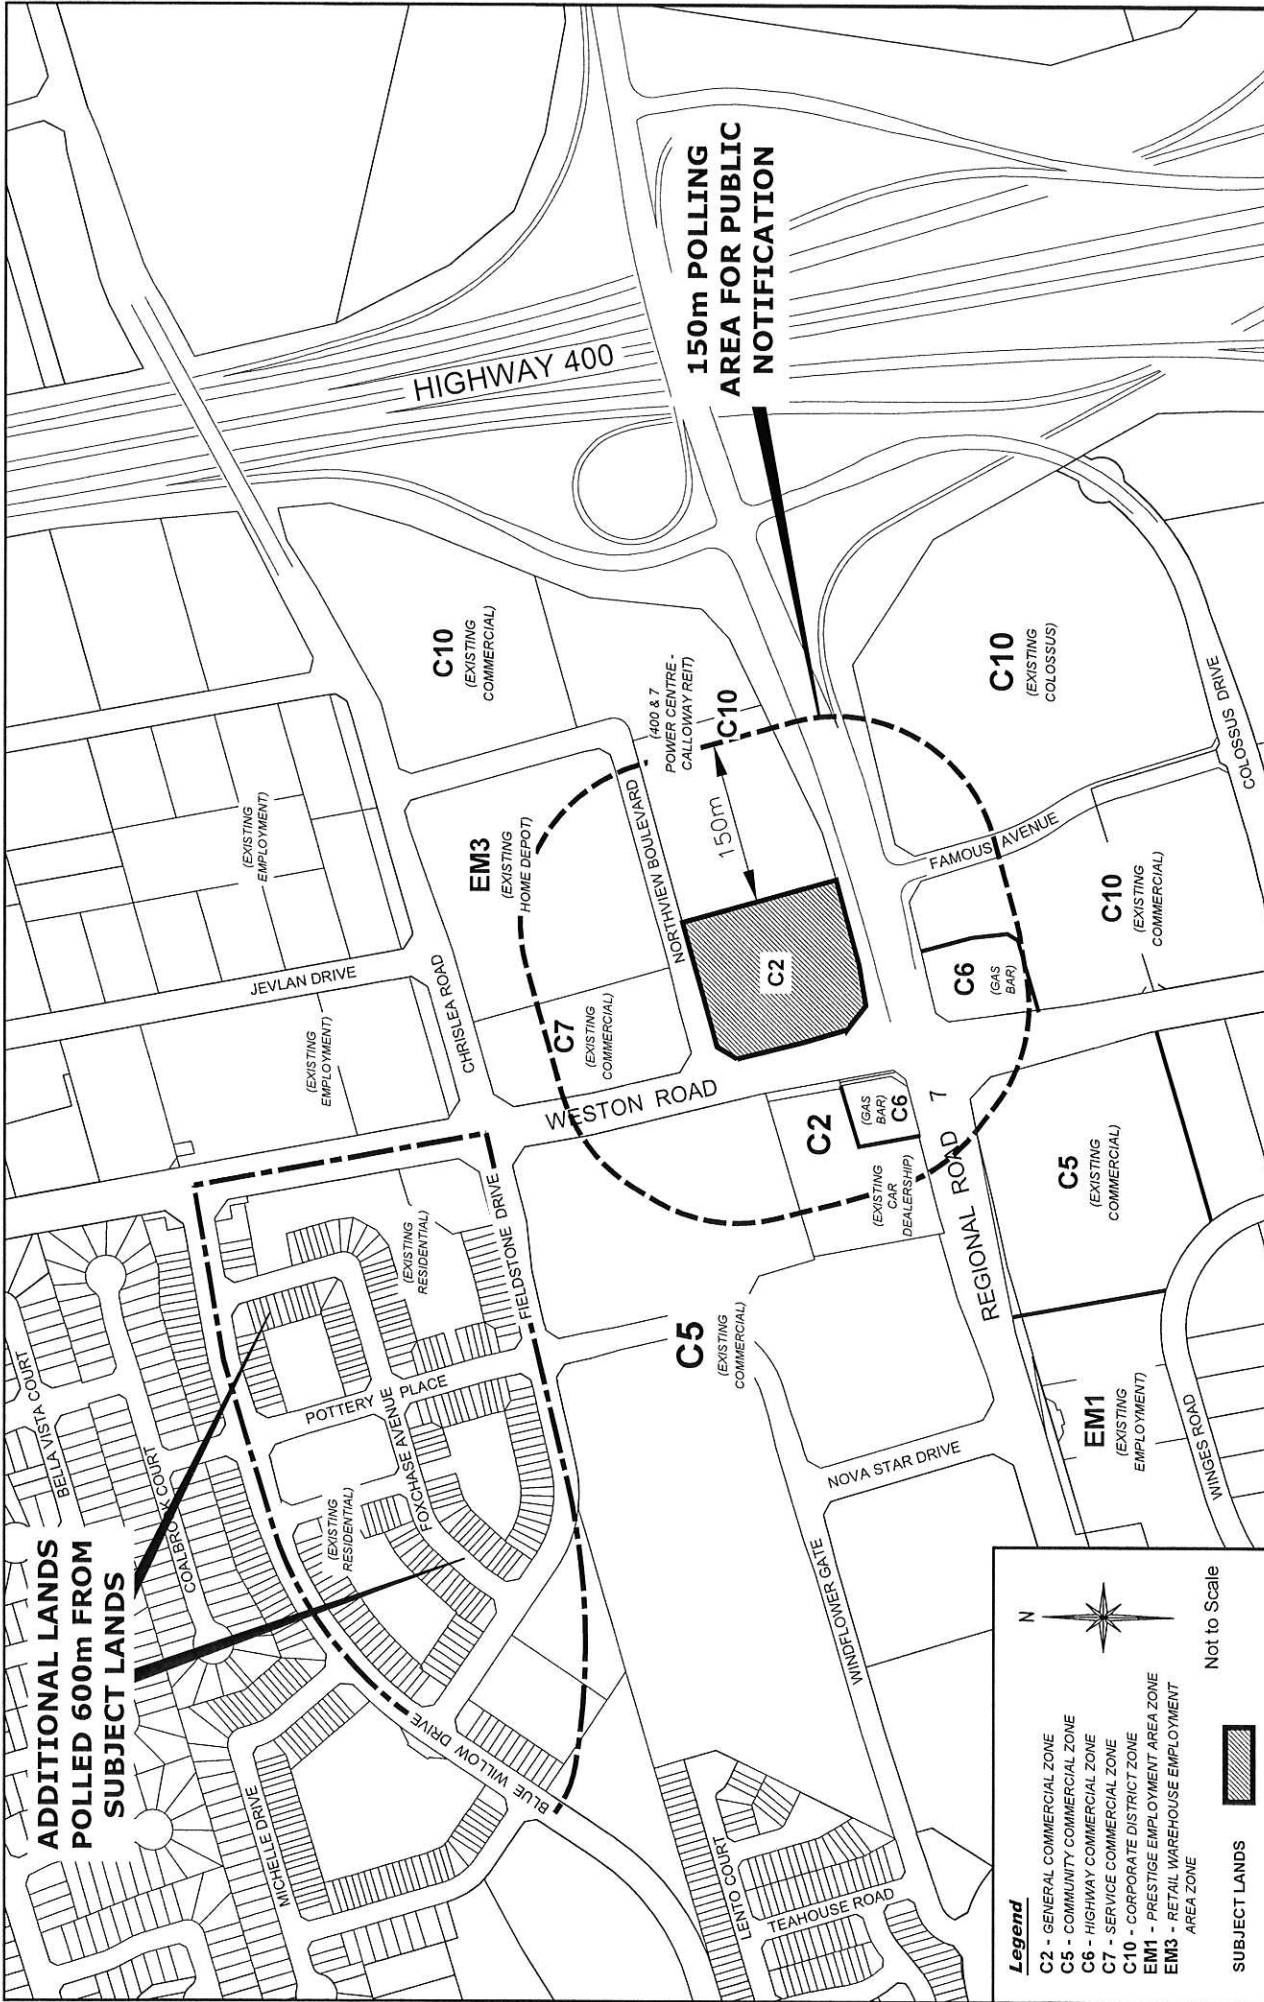 ADDITIONAL LANDS
POLLED 600m FROM
SUBJECT LANDS
BELLA VISTA COURT
COALBROOK COURT
MICHELLE DRIVE
BLUE WILLOW DRIVE
POTTERY PLACE
FOXCHASE AVENUE
(EXISTING
RESIDENTIAL)
(EXISTING
RESIDENTIAL)
FIELDSTONE DRIVE
JEVLAN DRIVE
(EXISTING
EMPLOYMENT)
(EXISTING
EMPLOYMENT)
CHRISLEA ROAD
HIGHWAY 400
C10
(EXISTING
COMMERCIAL)
EM3
(EXISTING
HOME DEPOT)
C7
(EXISTING
COMMERCIAL)
WESTON ROAD
NORTHVIEW BOULEVARD
(400 & 7
POWER CENTRE -
CALLOWAY REIT)
C10
150m
150m POLLING
AREA FOR PUBLIC
NOTIFICATION
C2
C2
(GAS
BAR)
C6
(EXISTING
CAR
DEALERSHIP)
REGIONAL ROAD 7
C5
(EXISTING
COMMERCIAL)
NOVA STAR DRIVE
WINDFLOWER GATE
LENTO COURT
TEAHOUSE ROAD
FAMOUS AVENUE
C6
(GAS
BAR)
C10
(EXISTING
COLOSSUS)
C10
(EXISTING
COMMERCIAL)
COLOSSUS DRIVE
C5
(EXISTING
COMMERCIAL)
EM1
(EXISTING
EMPLOYMENT)
WINGES ROAD
Legend
C2 - GENERAL COMMERCIAL ZONE
C5 - COMMUNITY COMMERCIAL ZONE
C6 - HIGHWAY COMMERCIAL ZONE
C7 - SERVICE COMMERCIAL ZONE
C10 - CORPORATE DISTRICT ZONE
EM1 - PRESTIGE EMPLOYMENT AREA ZONE
EM3 - RETAIL WAREHOUSE EMPLOYMENT
AREA ZONE
SUBJECT LANDS
N
Not to Scale